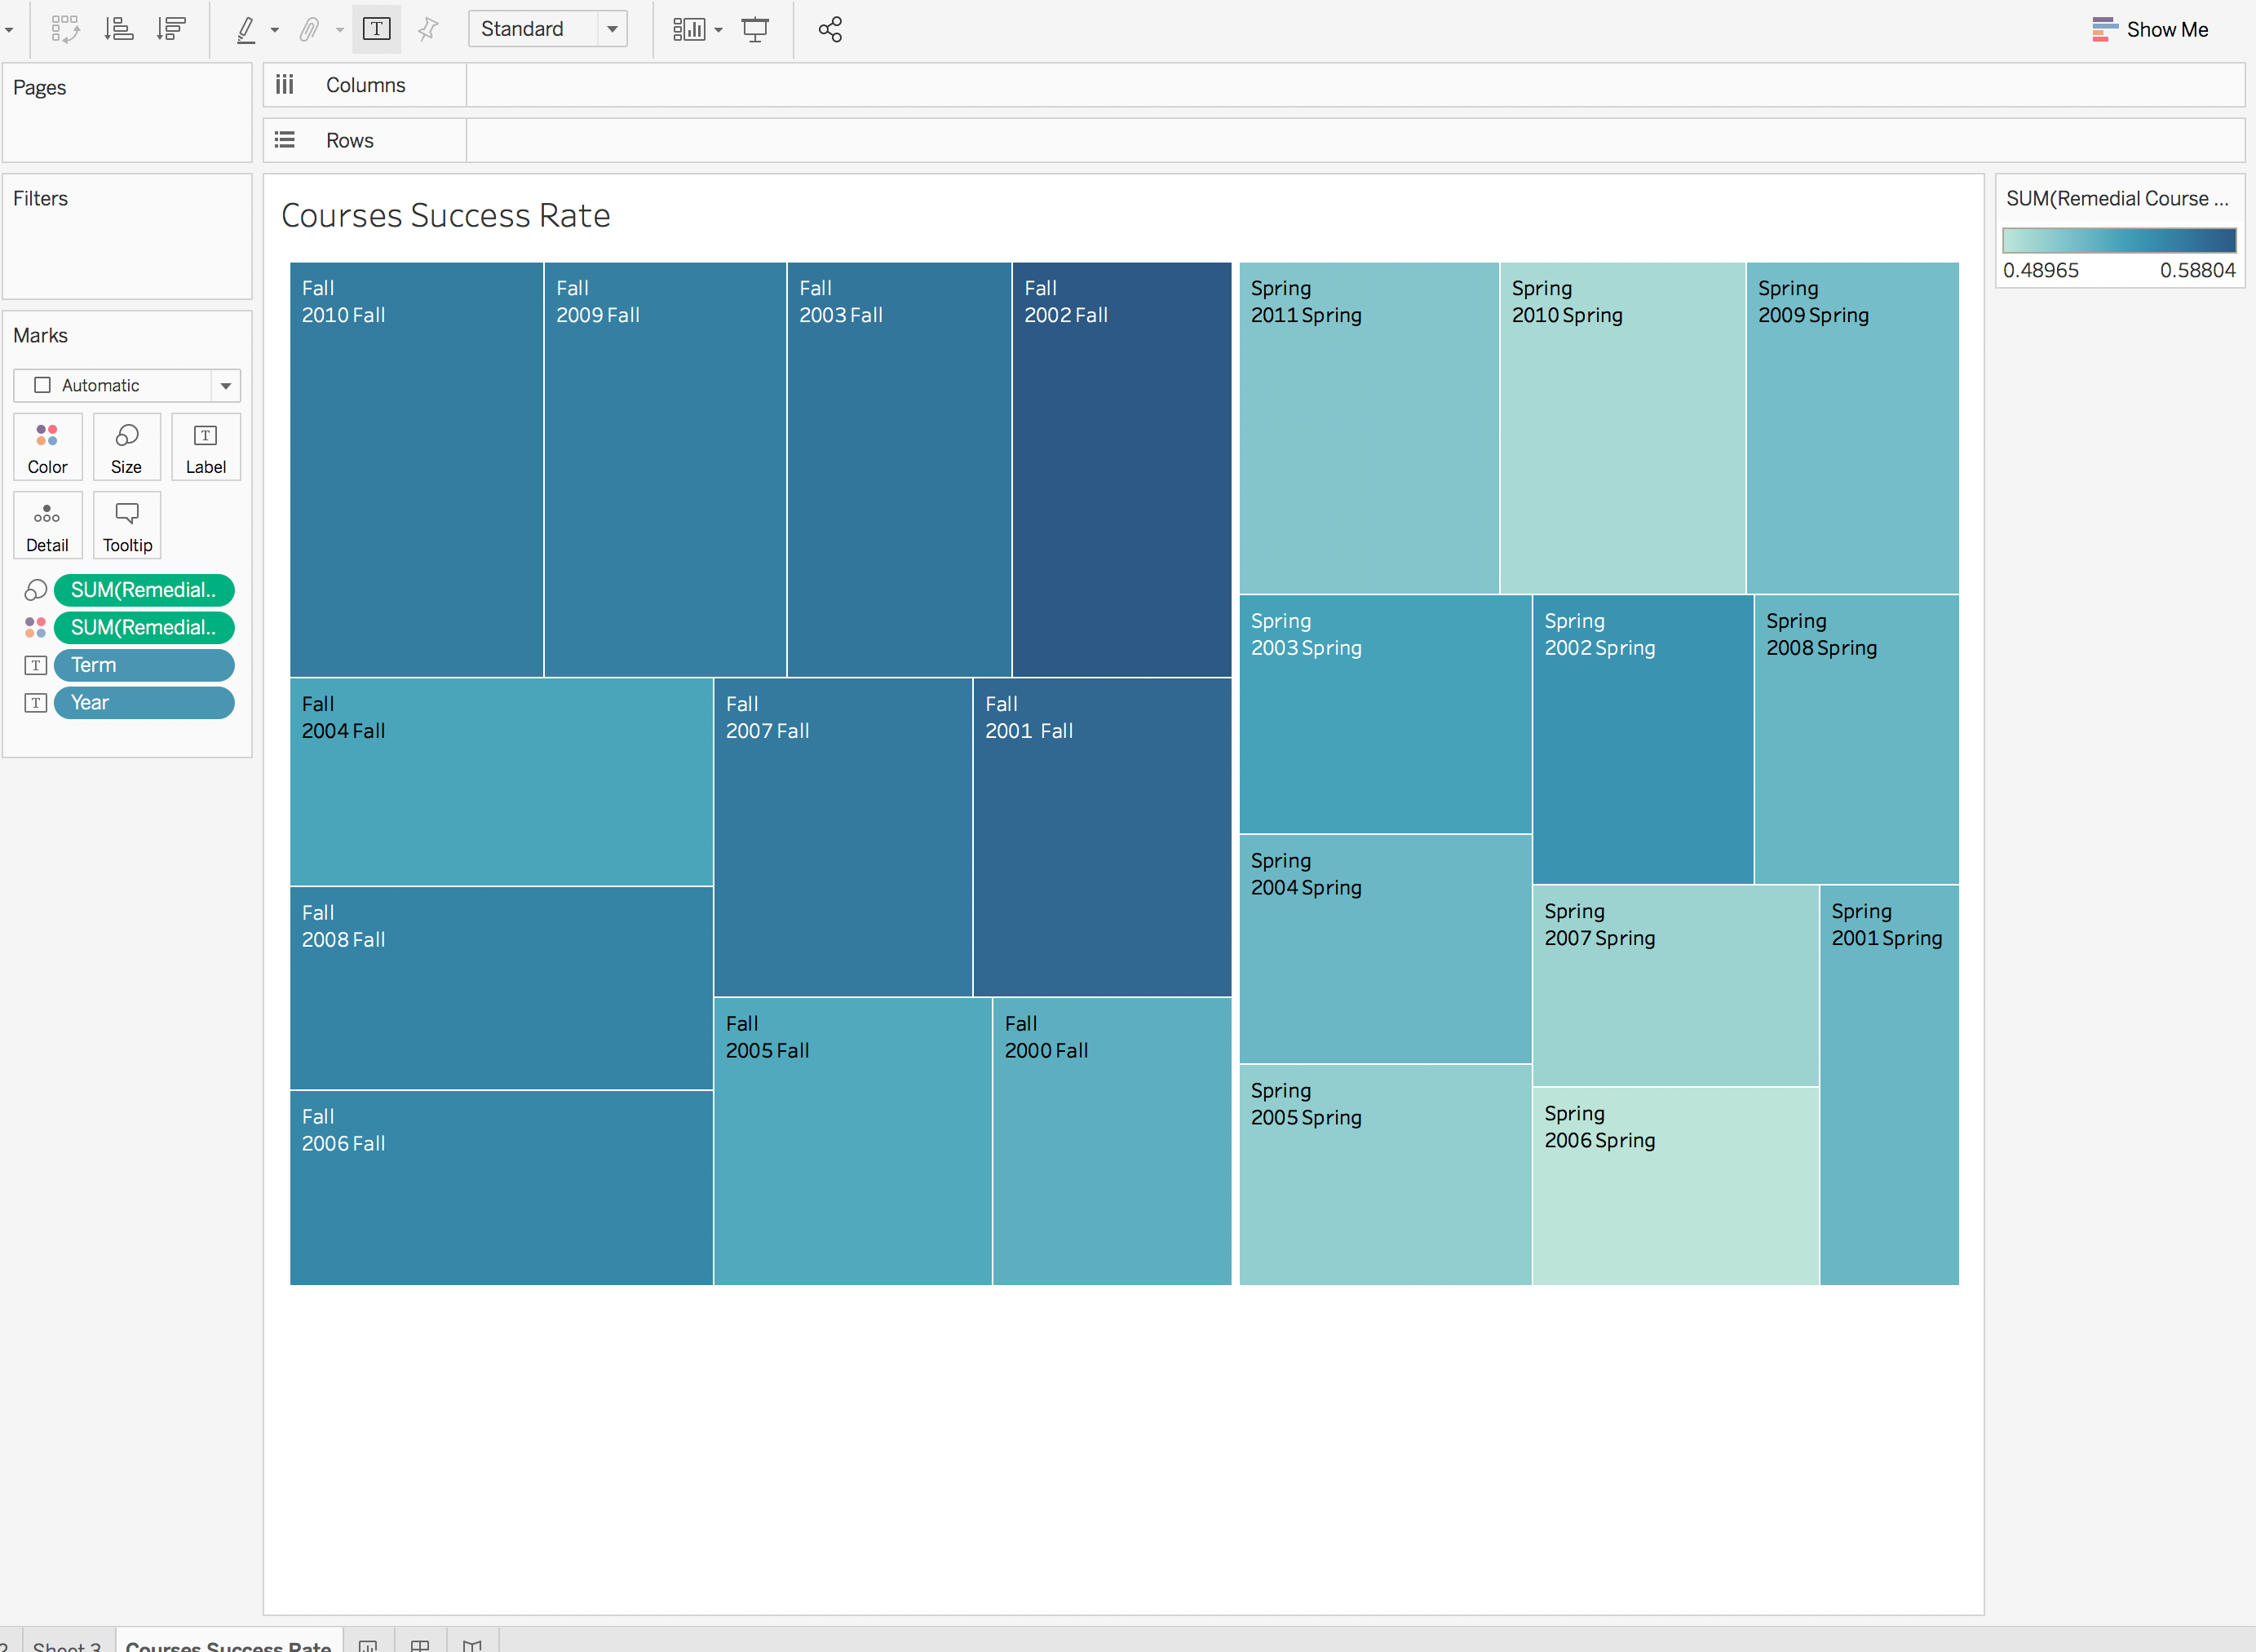 Standard
Show Me
Pages
Columns
Rows
Filters
Marks
Automatic
Color
Size
Label
Detail
Tooltip
SUM(Remedial..
SUM(Remedial..
Term
Year
Courses Success Rate
Fall
2010 Fall
Fall
2009 Fall
Fall
2003 Fall
Fall
2002 Fall
Fall
2004 Fall
Fall
2007 Fall
Fall
2001 Fall
Fall
2008 Fall
Fall
2006 Fall
Fall
2005 Fall
Fall
2000 Fall
Spring
2011 Spring
Spring
2010 Spring
Spring
2009 Spring
Spring
2003 Spring
Spring
2002 Spring
Spring
2008 Spring
Spring
2004 Spring
Spring
2007 Spring
Spring
2001 Spring
Spring
2005 Spring
Spring
2006 Spring
SUM(Remedial Course ...
0.48965 0.58804
Sheet 3
Courses Success Rate